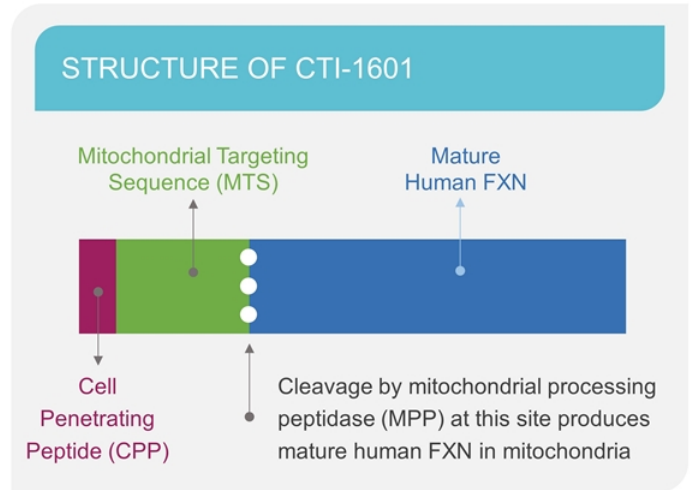 STRUCTURE OF CTI-1601
Mitochondrial Targeting
Sequence (MTS)
Mature
Human FXN
Cell
Penetrating
Peptide (CPP)
Cleavage by mitochondrial processing
peptidase (MPP) at this site produces
mature human FXN in mitochondria